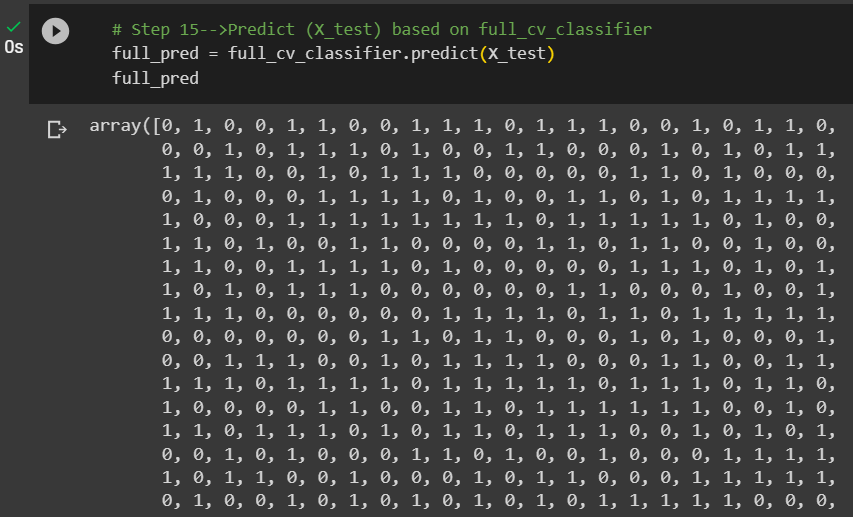 0s
# Step 15-->Predict (X_test) based on full_cv_classifier
full_pred = full_cv_classifier.predict(X_test)
full_pred
array([0, 1, 0, 0, 1, 1, 0, 0, 1, 1, 1, 0, 1, 1, 1, 0, 0, 1, 0, 1, 1, 0,
0, 0, 1, 0, 1, 1, 1, 0, 1, 0, 0, 1, 1, 0, 0, 0, 1, 0, 1, 0, 1, 1,
1, 1, 1, 0, 0, 1, 0, 1, 1, 1, 0, 0, 0, 0, 0, 1, 1, 0, 1, 0, 0, 0,
0, 1, 0, 0, 0, 1, 1, 1, 1, 0, 1, 0, 0, 1, 1, 0, 1, 0, 1, 1, 1, 1,
1, 0, 0, 0, 1, 1, 1, 1, 1, 1, 1, 1, 0, 1, 1, 1, 1, 1, 0, 1, 0, 0,
1, 1, 0, 1, 0, 0, 1, 1, 0, 0, 0, 0, 1, 1, 0, 1, 1, 0, 0, 1, 0, 0,
1, 1, 0, 0, 1, 1, 1, 1, 0, 1, 0, 0, 0, 0, 0, 1, 1, 1, 0, 1, 0, 1,
1, 0, 1, 0, 1, 1, 1, 0, 0, 0, 0, 0, 0, 1, 1, 0, 0, 0, 1, 0, 0, 1,
1, 1, 1, 0, 0, 0, 0, 0, 0, 1, 1, 1, 1, 0, 1, 1, 0, 1, 1, 1, 1, 1,
0, 0, 0, 0, 0, 0, 0, 1, 1, 0, 1, 1, 0, 0, 0, 1, 0, 1, 0, 0, 0, 1,
0, 0, 1, 1, 1, 0, 0, 1, 0, 1, 1, 1, 1, 0, 0, 0, 1, 1, 0, 0, 1, 1,
1, 1, 1, 0, 1, 1, 1, 1, 0, 1, 1, 1, 1, 1, 0, 1, 1, 1, 0, 1, 1, 0,
1, 0, 0, 0, 0, 1, 1, 0, 0, 1, 1, 0, 1, 1, 1, 1, 1, 1, 0, 0, 1, 0,
1, 1, 0, 1, 1, 1, 0, 1, 0, 1, 1, 0, 1, 1, 1, 0, 0, 1, 0, 1, 0, 1,
0, 0, 1, 0, 1, 0, 0, 0, 1, 1, 0, 1, 0, 0, 1, 0, 0, 0, 1, 1, 1, 1,
1, 0, 1, 1, 0, 0, 1, 0, 0, 0, 1, 0, 1, 1, 0, 0, 0, 1, 1, 1, 1, 1,
0, 1, 0, 0, 1, 0, 1, 0, 1, 0, 1, 0, 1, 0, 1, 1, 1, 1, 1, 0, 0, 0,